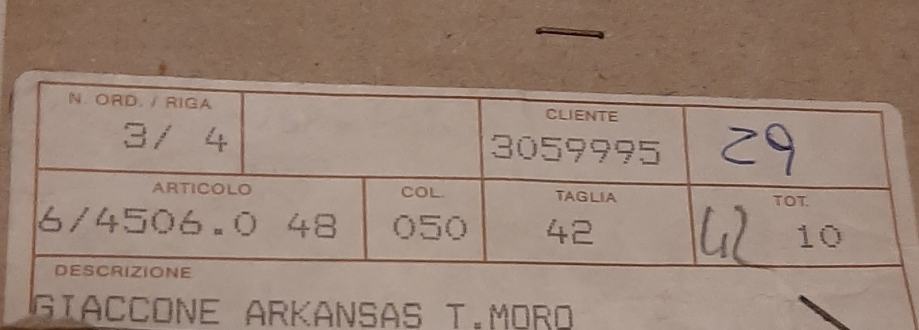 N. ORD. / RIGA CLIENTE
3/ 4 3059995 29
ARTICOLO COL. TAGLIA TOT.
6/4506.0 48 050 42 42 10
DESCRIZIONE
GIACCONE ARKANSAS T.MORO